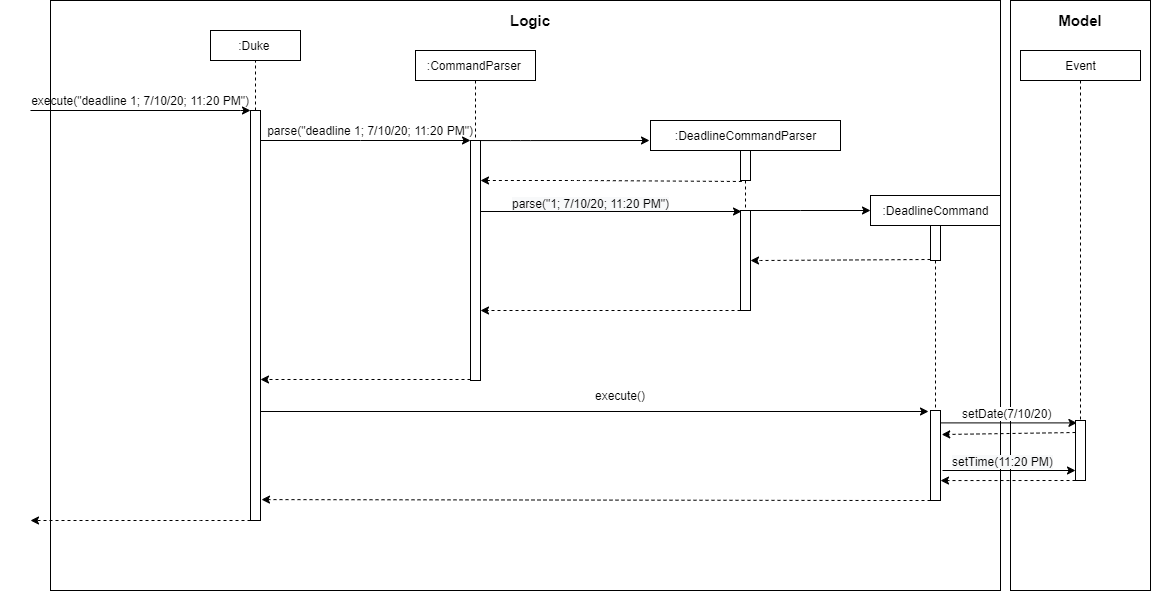 Logic
Model
:Duke
:CommandParser
Event
execute("deadline 1; 7/10/20; 11:20 PM")
parse("deadline 1; 7/10/20; 11:20 PM")
:DeadlineCommandParser
parse("1; 7/10/20; 11:20 PM")
:DeadlineCommand
execute()
setDate(7/10/20)
setTime(11:20 PM)